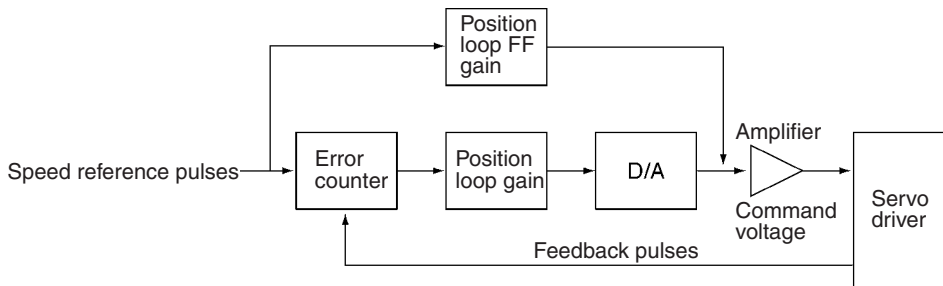 Position
loop FF
gain
Speed reference pulses
Error
counter
Position
loop gain
D/A
Amplifier
Command
voltage
Servo
driver
Feedback pulses